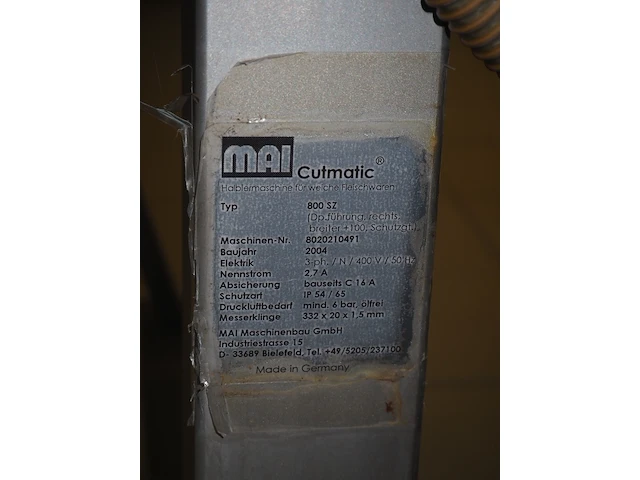 MAI Cutmatic®
Halbiermaschine für weiche Fleischwaren
Typ 800 SZ
(Dp.führung, rechts,
breiter +100, Schutzgt.)
Maschinen-Nr. 8020210491
Baujahr 2004
Elektrik 3-ph. / N / 400 V / 50Hz
Nennstrom 2,7 A
Absicherung bauseits C 16 A
Schutzart IP 54 / 65
Druckluftbedarf mind. 6 bar, ölfrei
Messerklinge 332 x 20 x 1,5 mm
MAI Maschinenbau GmbH
Industriestrasse 15
D- 33689 Bielefeld, Tel. +49/5205/237100
Made in Germany